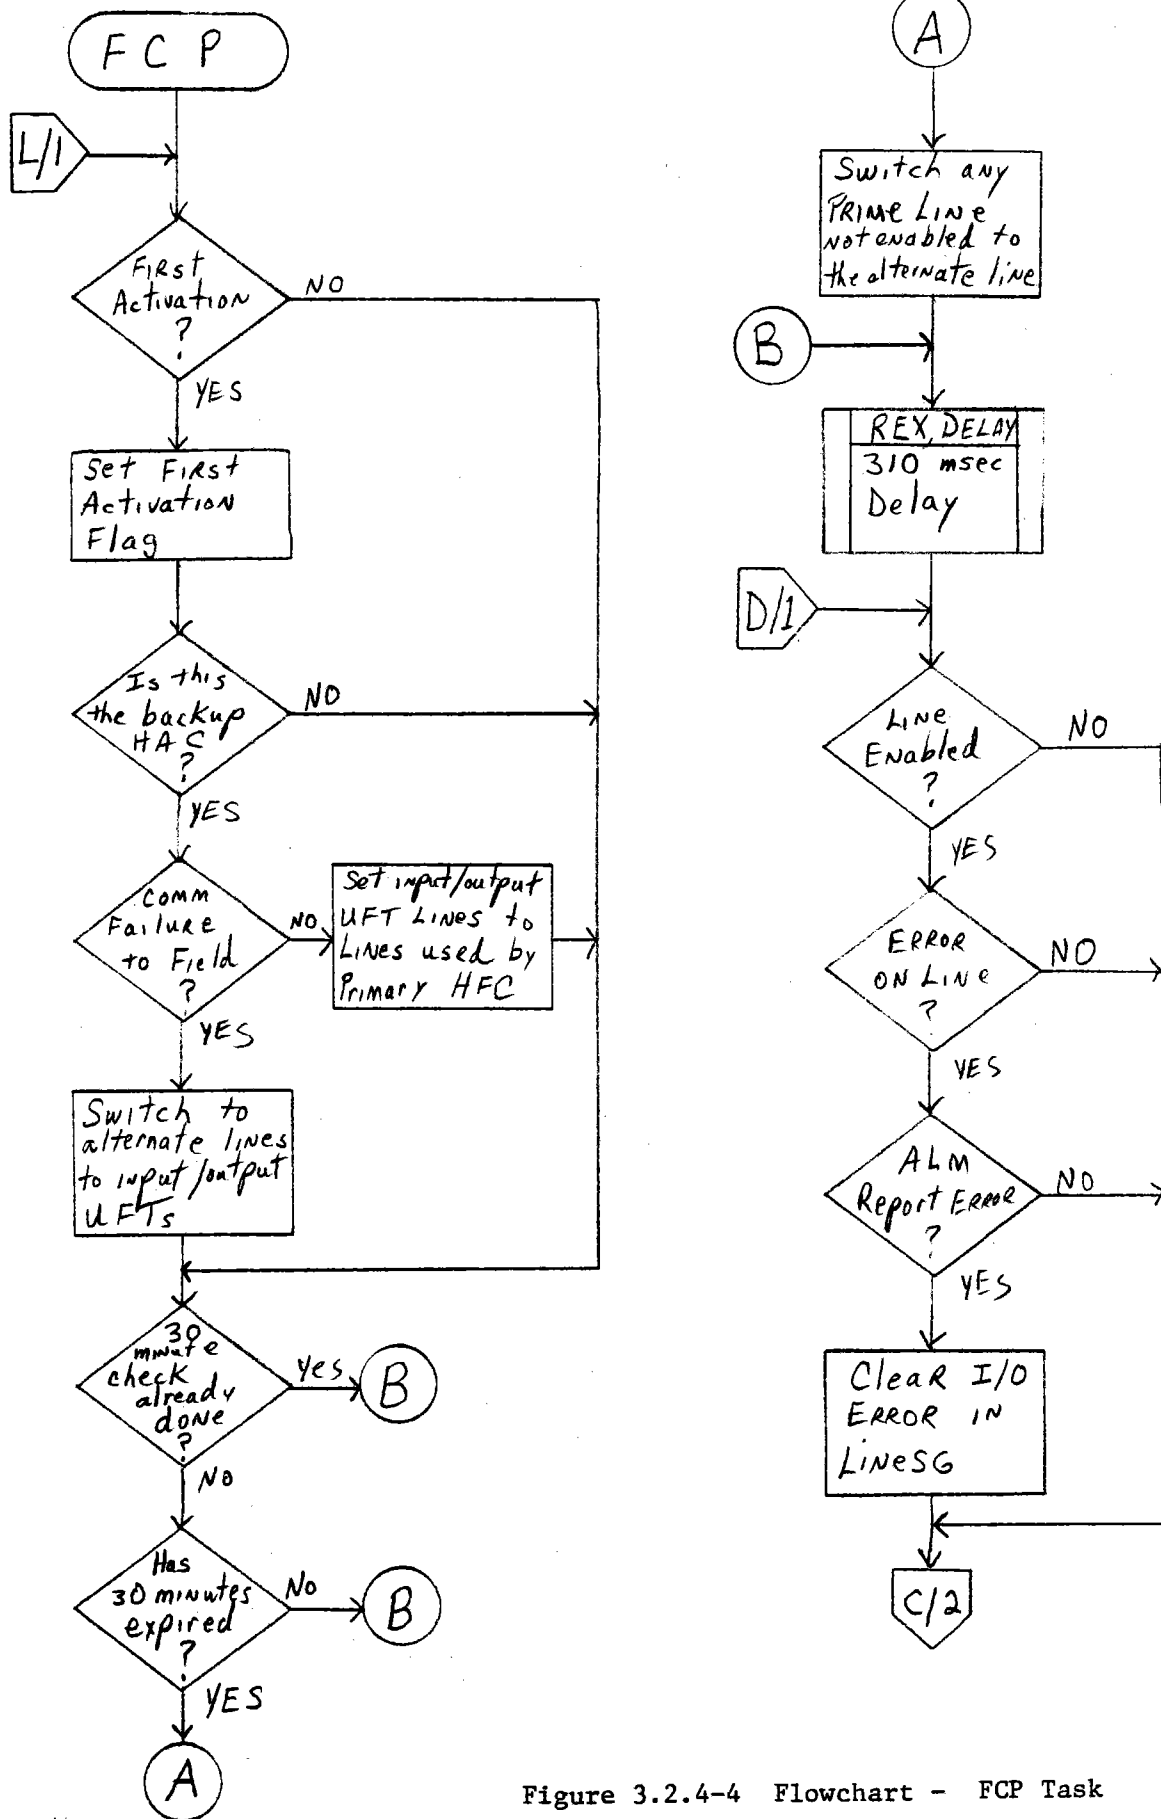 FCP
L/1
First
Activation
?
NO
YES
Set First
Activation
Flag
Is this
the backup
HAC
?
NO
YES
Comm
Failure
to Field
?
NO
Set input/output
UFT Lines to
Lines used by
Primary HFC
YES
Switch to
alternate lines
to input/output
UFTs
30
minute
check
already
done
?
Yes
B
No
Has
30 minutes
expired
?
No
B
YES
A
A
Switch any
Prime Line
not enabled to
the alternate line
B
REX,DELAY
310 msec
Delay
D/1
Line
Enabled
?
NO
YES
Error
on Line
?
NO
YES
ALM
Report Error
?
NO
YES
Clear I/O
Error in
LineSG
C/2
Figure 3.2.4-4 Flowchart - FCP Task